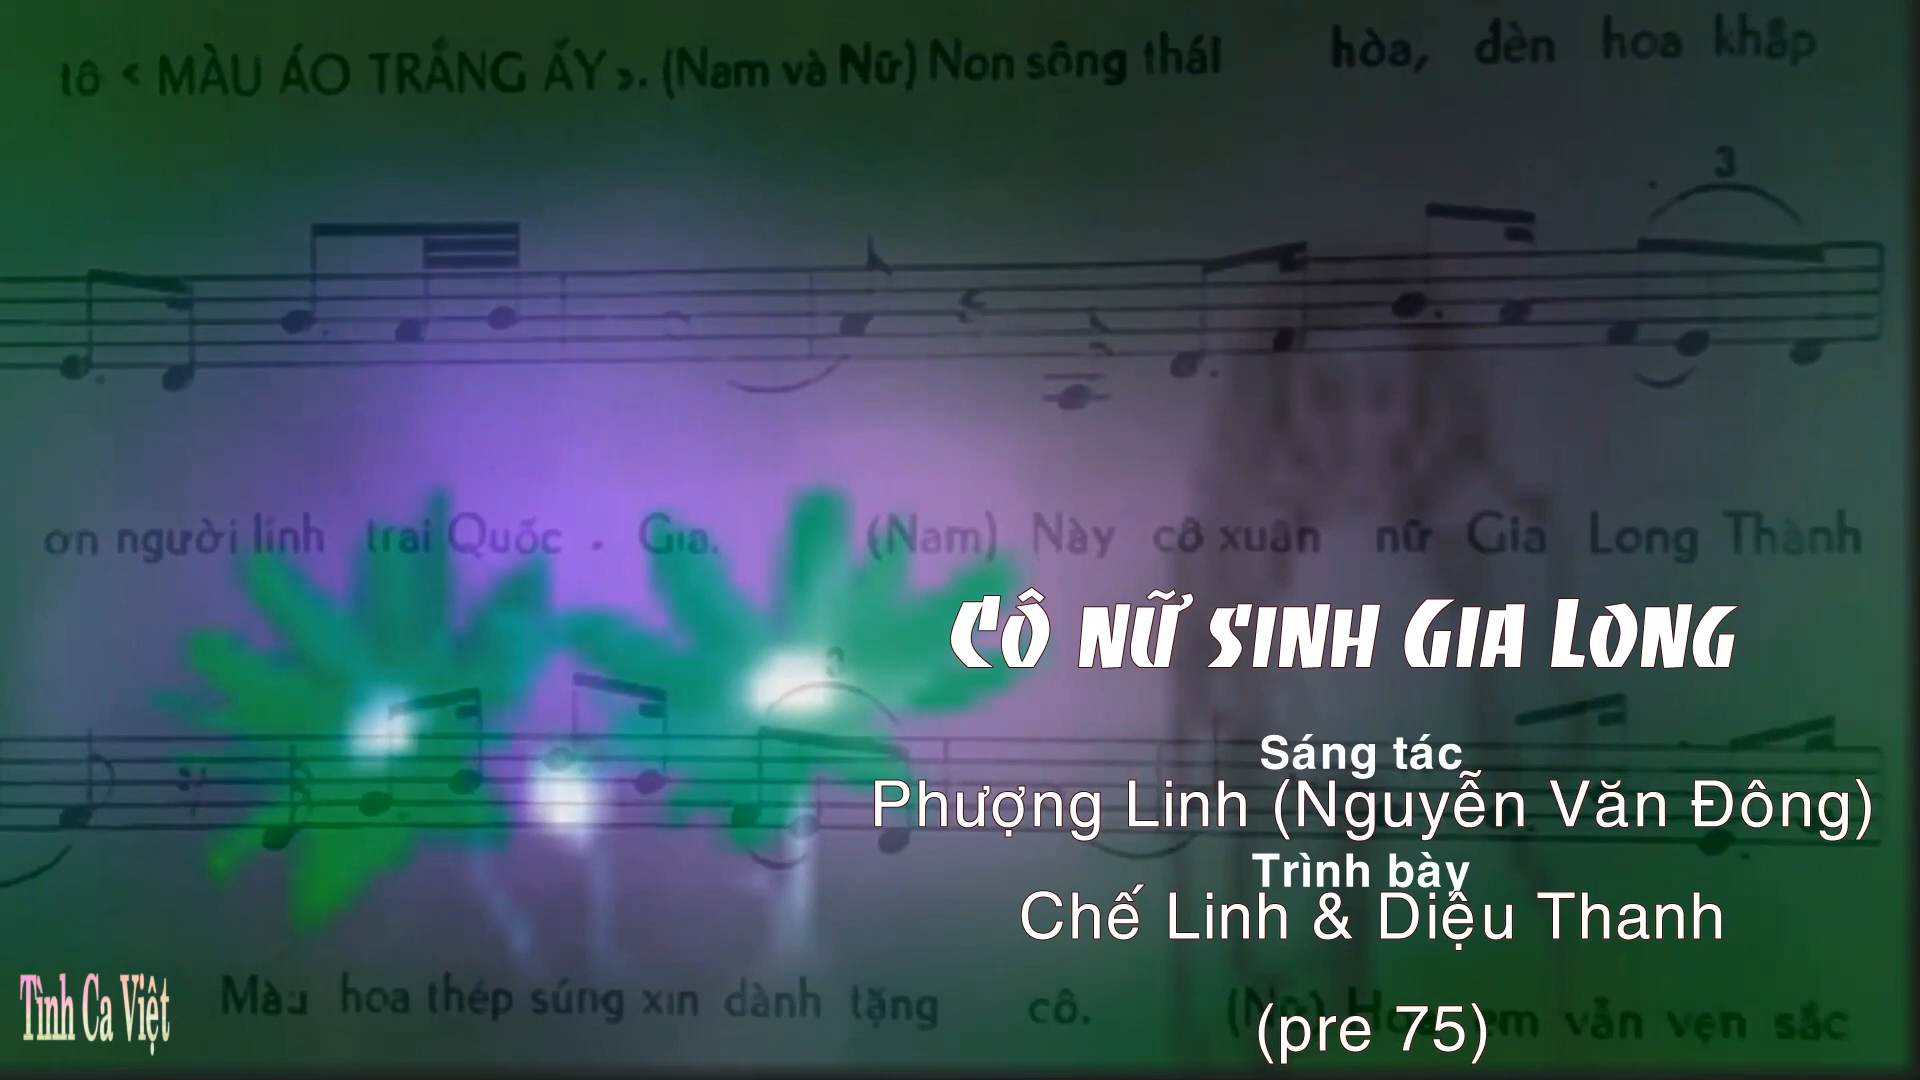 tô « MÀU ÁO TRẮNG ẤY ». (Nam và Nữ) Non sông thái hòa, đèn hoa khắp
3
ơn người lính trai Quốc - Gia. (Nam) Này cô xuân nữ Gia Long Thành
Cô nữ sinh Gia Long
3
Sáng tác
Phượng Linh (Nguyễn Văn Đông)
Trình bày
Chế Linh & Diệu Thanh
Màu hoa thép súng xin dành tặng cô. em vẫn vẹn sắc
(pre 75)
Tình Ca Việt